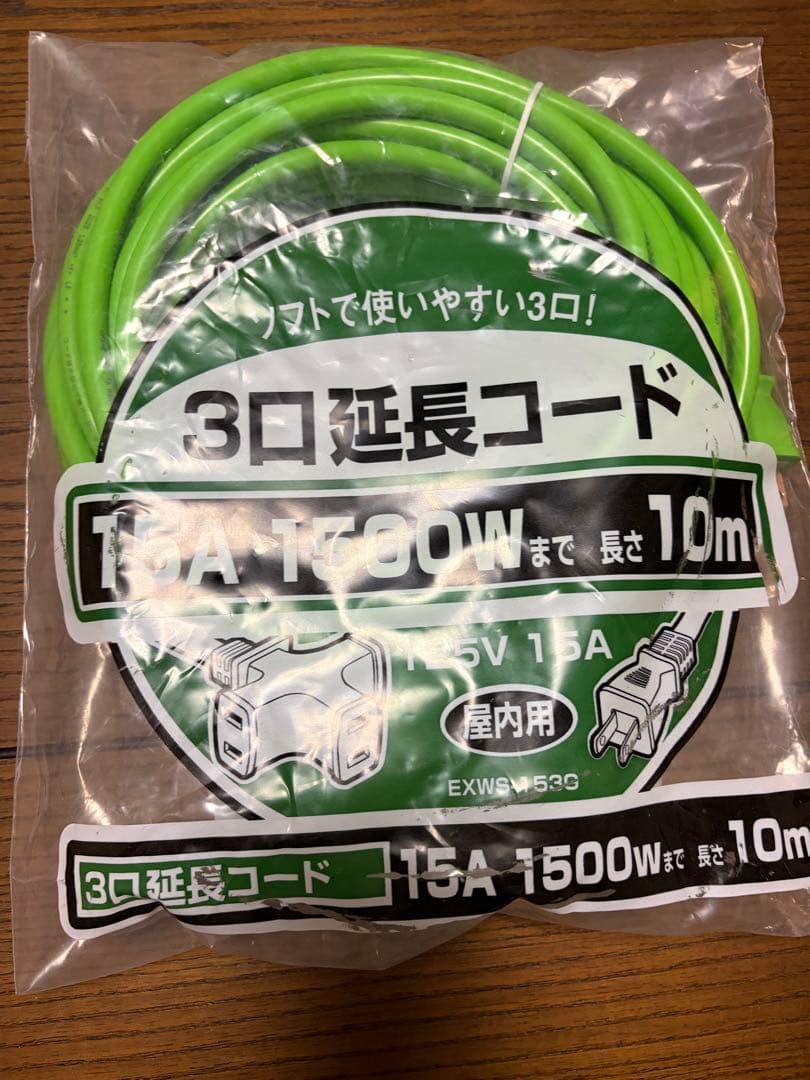 ソフトで使いやすい3口!
3口延長コード
15A 1500Wまで 長さ10m
125V 15A
屋内用
EXWS-153G
3口延長コード 15A 1500Wまで 長さ10m